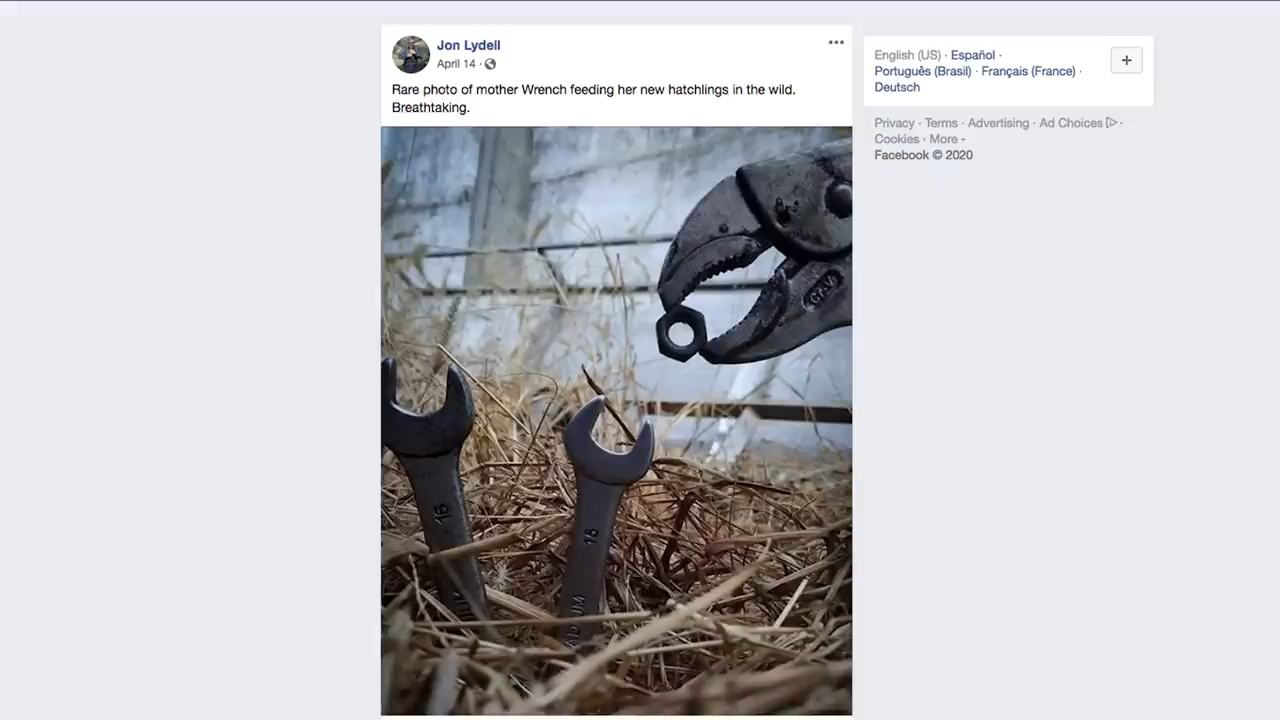 Jon Lydell
April 14 ·
Rare photo of mother Wrench feeding her new hatchlings in the wild.
Breathtaking.
English (US) · Español ·
Português (Brasil) · Français (France) ·
Deutsch
+
Privacy · Terms · Advertising · Ad Choices ·
Cookies · More
Facebook © 2020
CR-V
16
16